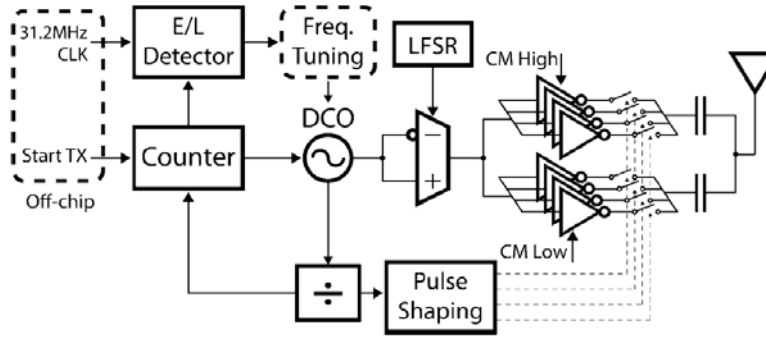 31.2MHz
CLK
E/L
Detector
Freq.
Tuning
LFSR
CM High
DCO
Start TX
Counter
−
+
Off-chip
CM Low
÷
Pulse
Shaping